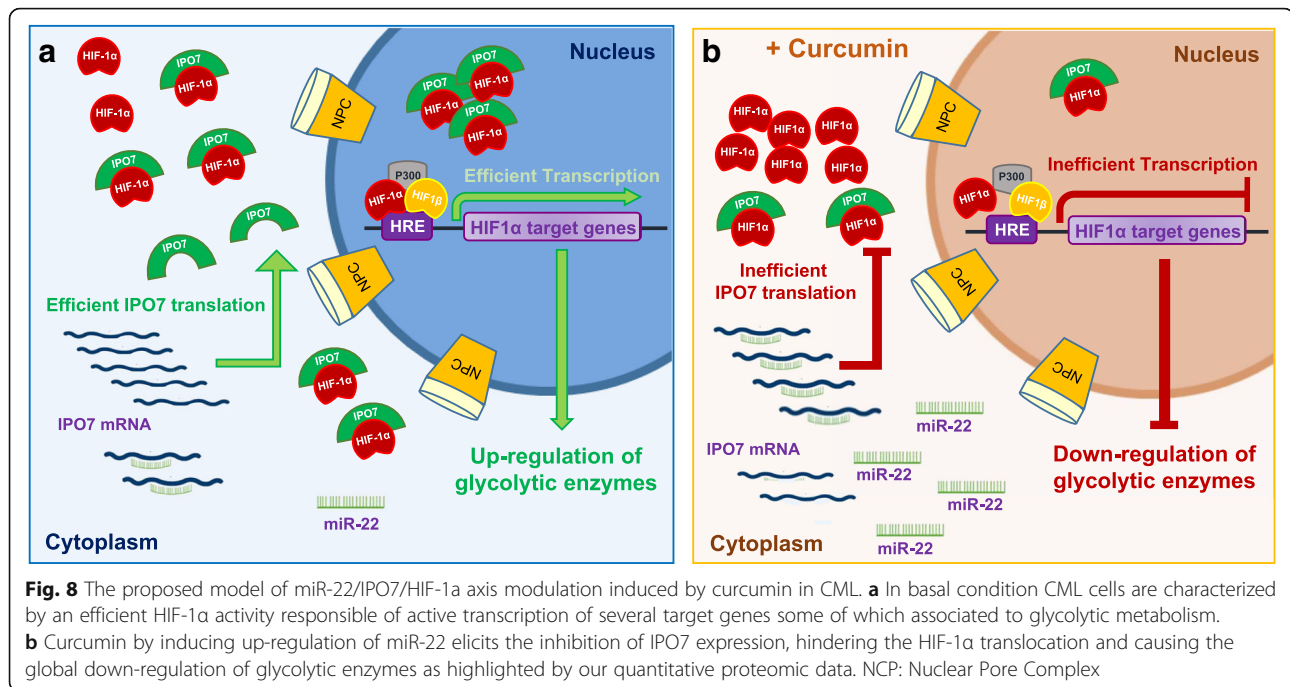 a
Nucleus
HIF-1α
IPO7
HIF-1α
HIF-1α
IPO7
HIF-1α
IPO7
HIF-1α
NPC
IPO7
HIF-1α
IPO7
HIF-1α
IPO7
HIF-1α
P300
HIF-1α
HIF1β
HRE
Efficient Transcription
HIF1α target genes
IPO7
IPO7
NPC
Efficient IPO7 translation
IPO7
HIF-1α
IPO7
HIF-1α
NPC
IPO7 mRNA
miR-22
Up-regulation of
glycolytic enzymes
Cytoplasm
b
+ Curcumin
Nucleus
HIF-1α
HIF1α
HIF1α
HIF-1α
HIF1α
HIF1α
NPC
IPO7
HIF1α
IPO7
HIF1α
IPO7
HIF1α
P300
HIF1α
HIF1β
HRE
Inefficient Transcription
HIF1α target genes
Inefficient
IPO7 translation
NPC
NPC
IPO7 mRNA
miR-22
miR-22
miR-22
miR-22
Down-regulation of
glycolytic enzymes
Cytoplasm
Fig. 8 The proposed model of miR-22/IPO7/HIF-1a axis modulation induced by curcumin in CML. a In basal condition CML cells are characterized
by an efficient HIF-1α activity responsible of active transcription of several target genes some of which associated to glycolytic metabolism.
b Curcumin by inducing up-regulation of miR-22 elicits the inhibition of IPO7 expression, hindering the HIF-1α translocation and causing the
global down-regulation of glycolytic enzymes as highlighted by our quantitative proteomic data. NCP: Nuclear Pore Complex